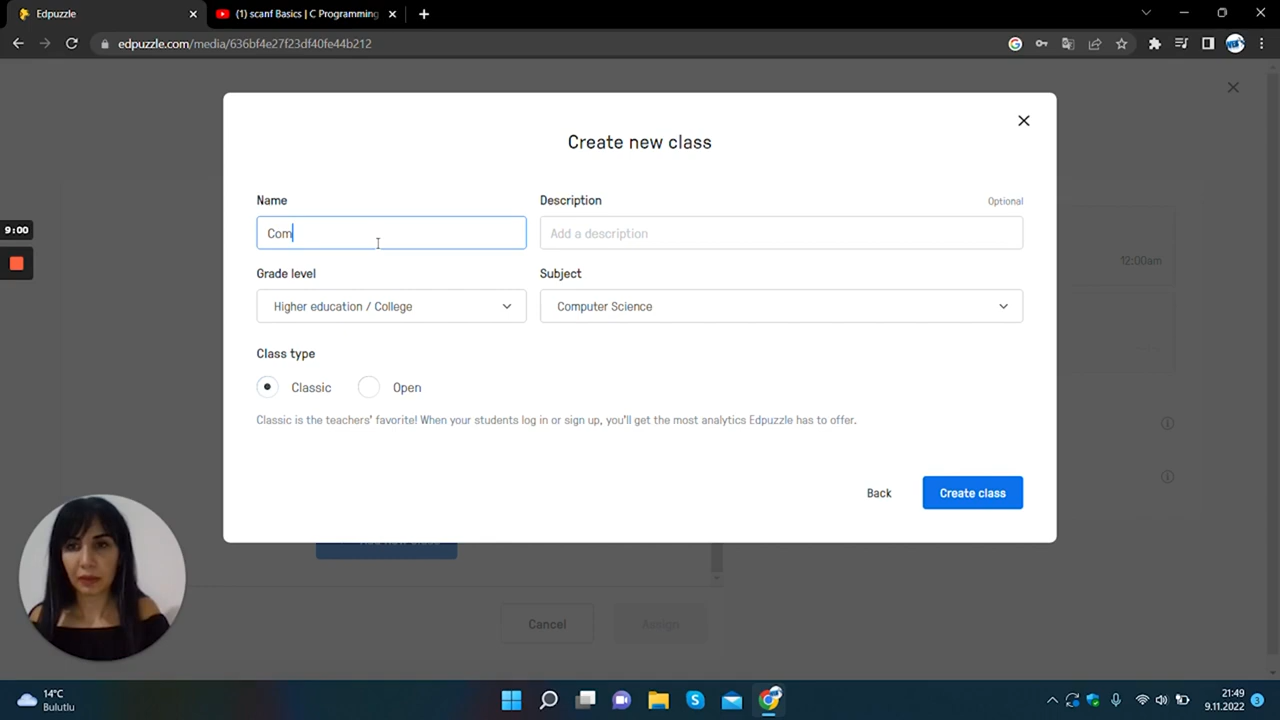 Edpuzzle
(1) scanf Basics | C Programming
edpuzzle.com/media/636bf4e27f23df40fe44b212
Create new class
Name
Description
Optional
Com
Add a description
9:00
12:00am
Grade level
Subject
Higher education / College
Computer Science
Class type
Classic
Open
Classic is the teachers' favorite! When your students log in or sign up, you'll get the most analytics Edpuzzle has to offer.
Back
Create class
Cancel
Assign
14°C
Bulutlu
21:49
9.11.2022
3